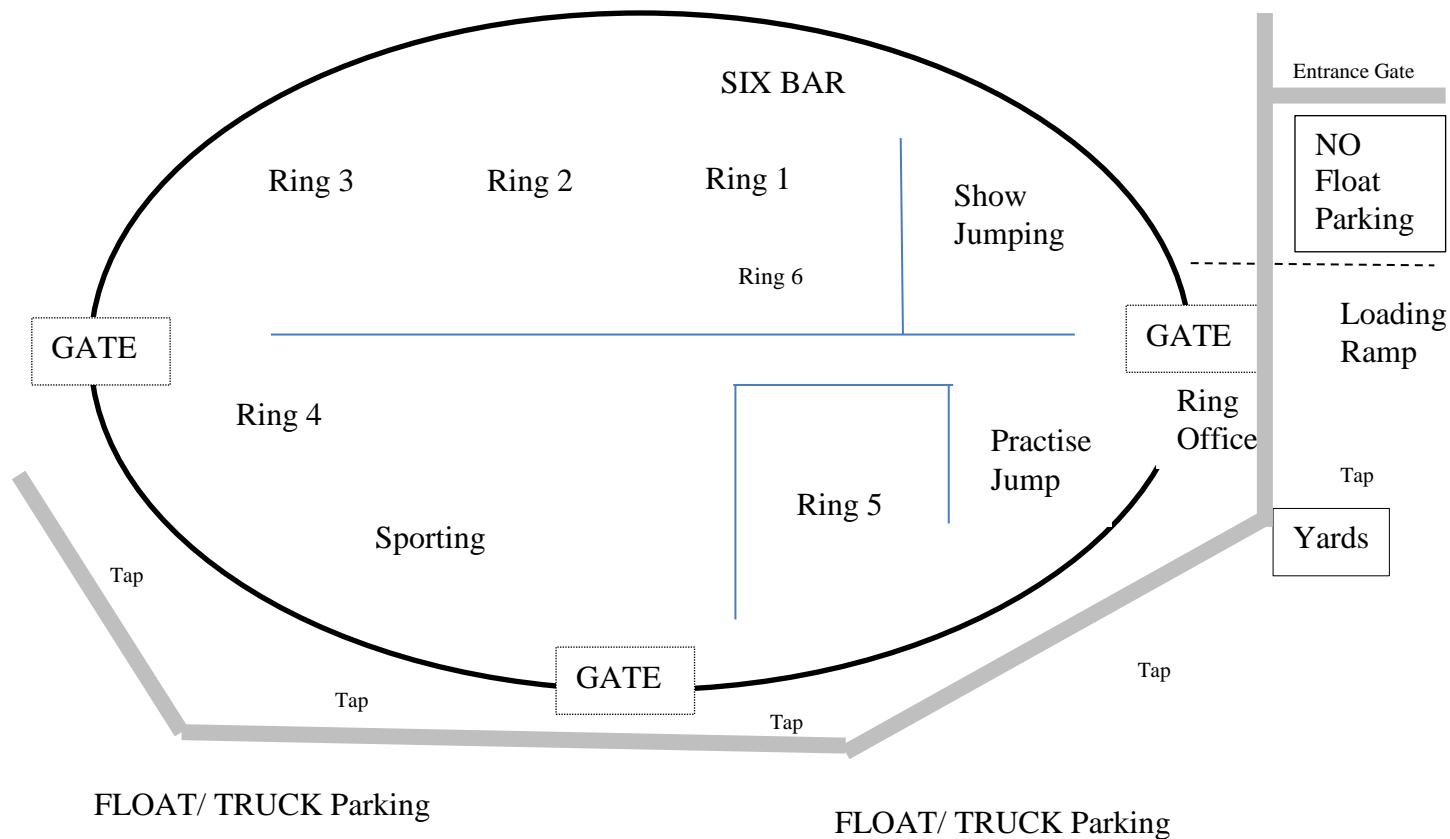 Entrance Gate
SIX BAR
NO
Float
Parking
Ring 3
Ring 2
Ring 1
Show
Jumping
Ring 6
GATE
GATE
Loading
Ramp
Ring 4
Ring
Office
Practise
Jump
Tap
Ring 5
Sporting
Yards
Tap
GATE
Tap
Tap
Tap
FLOAT/ TRUCK Parking
FLOAT/ TRUCK Parking